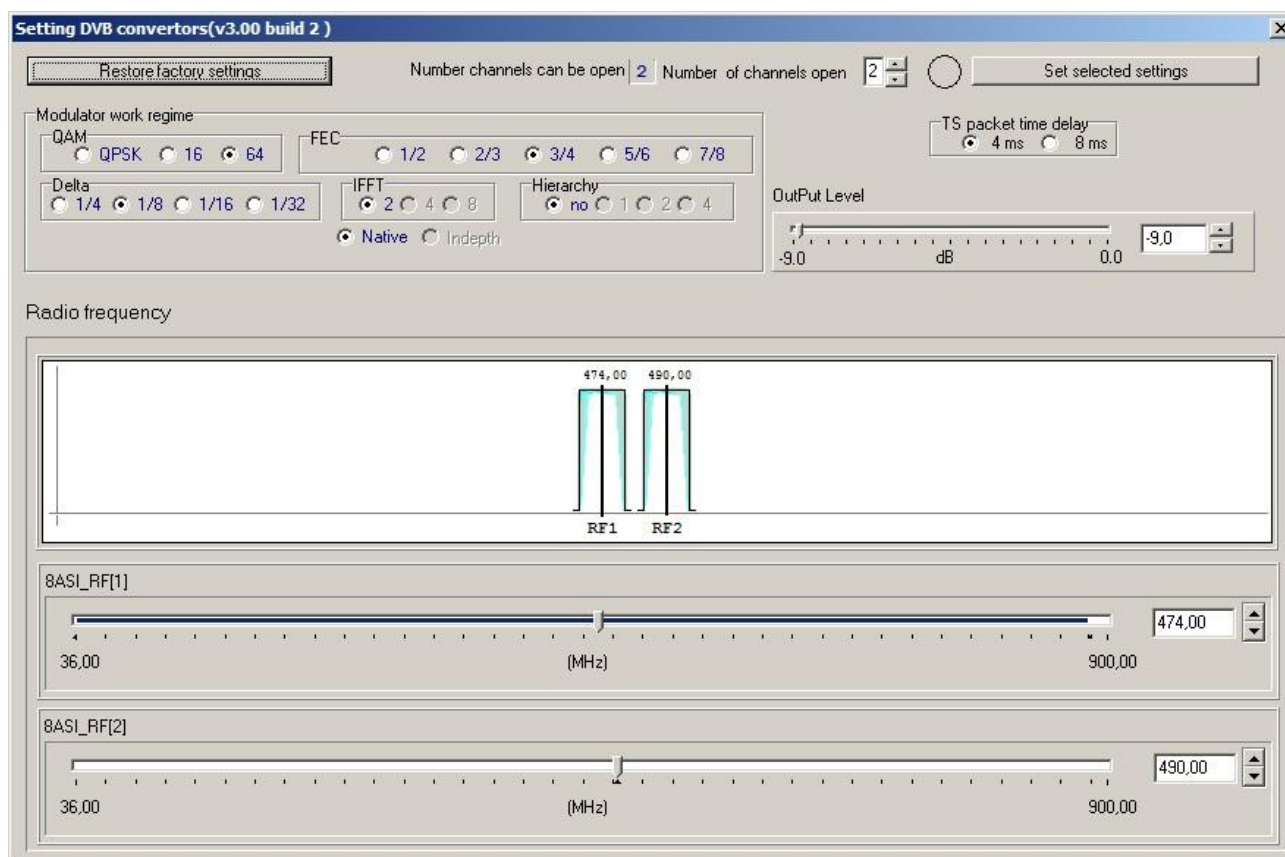 Setting DVB convertors(v3.00 build 2 )
Restore factory settings
Number channels can be open 2 Number of channels open 2
Set selected settings
Modulator work regime
QAM
QPSK 16 64
FEC
1/2 2/3 3/4 5/6 7/8
TS packet time delay
4 ms 8 ms
Delta
1/4 1/8 1/16 1/32
IFFT
2 4 8
Hierarchy
no 1 2 4
Native Indepth
OutPut Level
-9,0
-9.0 dB 0.0
Radio frequency
474,00 490,00
RF1 RF2
8ASI_RF[1]
474,00
36,00 (MHz) 900,00
8ASI_RF[2]
490,00
36,00 (MHz) 900,00